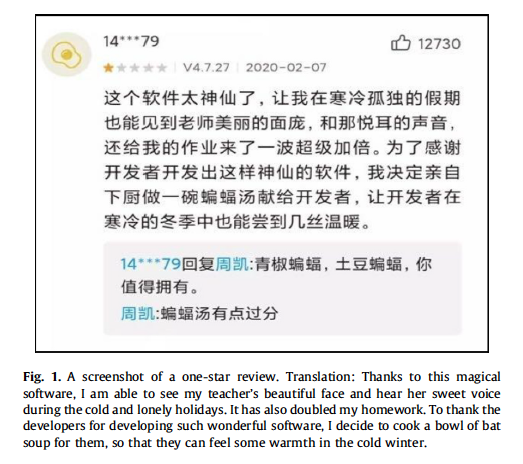 14***79
12730
V4.7.27 | 2020-02-07
这个软件太神仙了，让我在寒冷孤独的假期
也能见到老师美丽的面庞，和那悦耳的声音，
还给我的作业来了一波超级加倍。为了感谢
开发者开发出这样神仙的软件，我决定亲自
下厨做一碗蝙蝠汤献给开发者，让开发者在
寒冷的冬季中也能尝到几丝温暖。
14***79回复周凯:青椒蝙蝠，土豆蝙蝠，你
值得拥有。
周凯:蝙蝠汤有点过分
Fig. 1. A screenshot of a one-star review. Translation: Thanks to this magical
software, I am able to see my teacher's beautiful face and hear her sweet voice
during the cold and lonely holidays. It has also doubled my homework. To thank the
developers for developing such wonderful software, I decide to cook a bowl of bat
soup for them, so that they can feel some warmth in the cold winter.